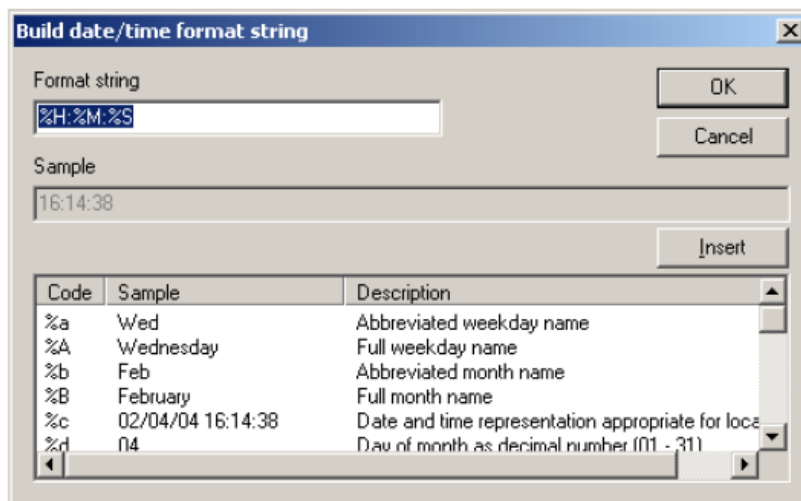 Build date/time format string
Format string
OK
%H:%M:%S
Cancel
Sample
16:14:38
Insert
Code Sample Description
%a Wed Abbreviated weekday name
%A Wednesday Full weekday name
%b Feb Abbreviated month name
%B February Full month name
%c 02/04/04 16:14:38 Date and time representation appropriate for loca
%d 04 Day of month as decimal number (01 - 31)